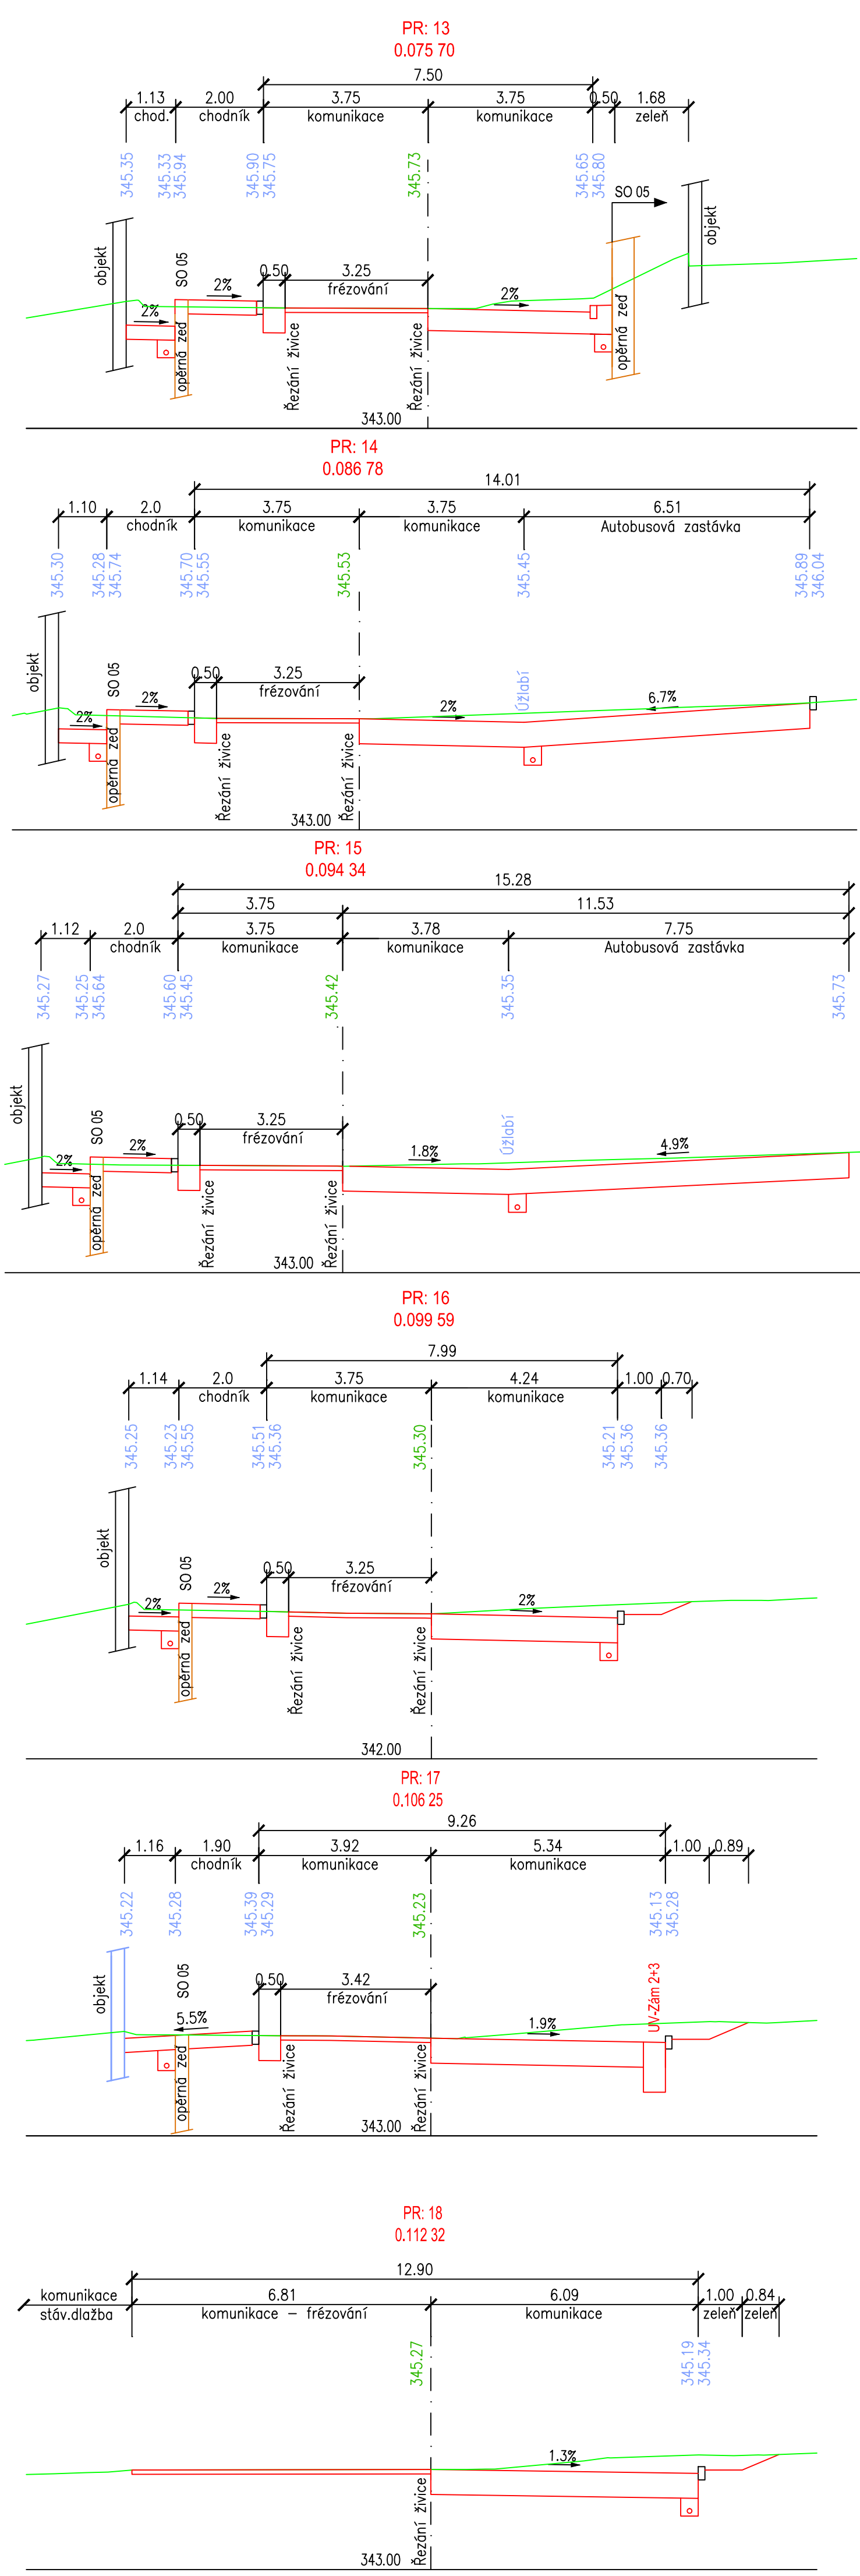 PR: 13
0.075 70
7.50
1.13 2.00 3.75 3.75 0.50 1.68
chod. chodník komunikace komunikace zeleň
345.35 345.33 345.94 345.90 345.75 345.73 345.65 345.80
SO 05
objekt SO 05 objekt
0.50 3.25
frézování
2% 2% 2%
opěrná zeď Řezání živice Řezání živice opěrná zeď
343.00
PR: 14
0.086 78
14.01
1.10 2.0 3.75 3.75 6.51
chodník komunikace komunikace Autobusová zastávka
345.30 345.28 345.74 345.70 345.55 345.53 345.45 345.89 346.04
objekt SO 05 Úžlabí
0.50 3.25
frézování
2% 2% 2% 6.7%
opěrná zeď Řezání živice Řezání živice
343.00
PR: 15
0.094 34
15.28
3.75 11.53
1.12 2.0 3.75 3.78 7.75
chodník komunikace komunikace Autobusová zastávka
345.27 345.25 345.64 345.60 345.45 345.42 345.35 345.73
objekt SO 05 Úžlabí
0.50 3.25
frézování
2% 2% 1.8% 4.9%
opěrná zeď Řezání živice Řezání živice
343.00
PR: 16
0.099 59
7.99
1.14 2.0 3.75 4.24 1.00 0.70
chodník komunikace komunikace
345.25 345.23 345.55 345.51 345.36 345.30 345.21 345.36 345.36
objekt SO 05
0.50 3.25
frézování
2% 2% 2%
opěrná zeď Řezání živice Řezání živice
342.00
PR: 17
0.106 25
9.26
1.16 1.90 3.92 5.34 1.00 0.89
chodník komunikace komunikace
345.22 345.28 345.39 345.29 345.23 345.13 345.28
objekt SO 05 UV-Zám 2+3
0.50 3.42
frézování
5.5% 1.9%
opěrná zeď Řezání živice Řezání živice
343.00
PR: 18
0.112 32
12.90
komunikace 6.81 6.09 1.00 0.84
stáv.dlažba komunikace – frézování komunikace zeleň zeleň
345.27 345.19 345.34
1.3%
Řezání živice
343.00